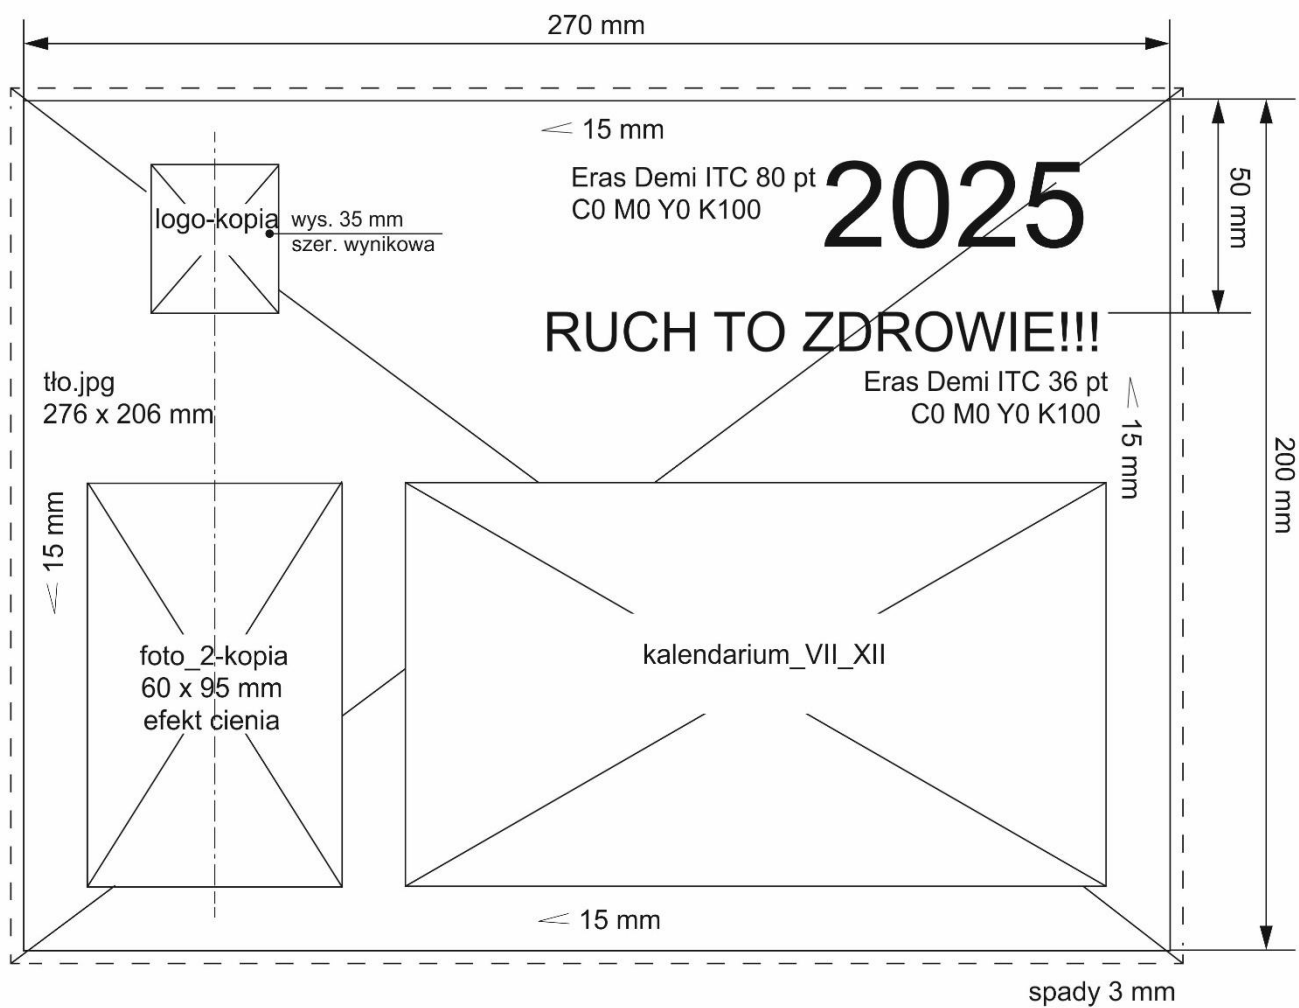 270 mm
< 15 mm
Eras Demi ITC 80 pt
C0 M0 Y0 K100
2025
50 mm
logo-kopia
wys. 35 mm
szer. wynikowa
RUCH TO ZDROWIE!!!
tło.jpg
276 x 206 mm
Eras Demi ITC 36 pt
C0 M0 Y0 K100
< 15 mm
200 mm
< 15 mm
foto_2-kopia
60 x 95 mm
efekt cienia
kalendarium_VII_XII
< 15 mm
spady 3 mm